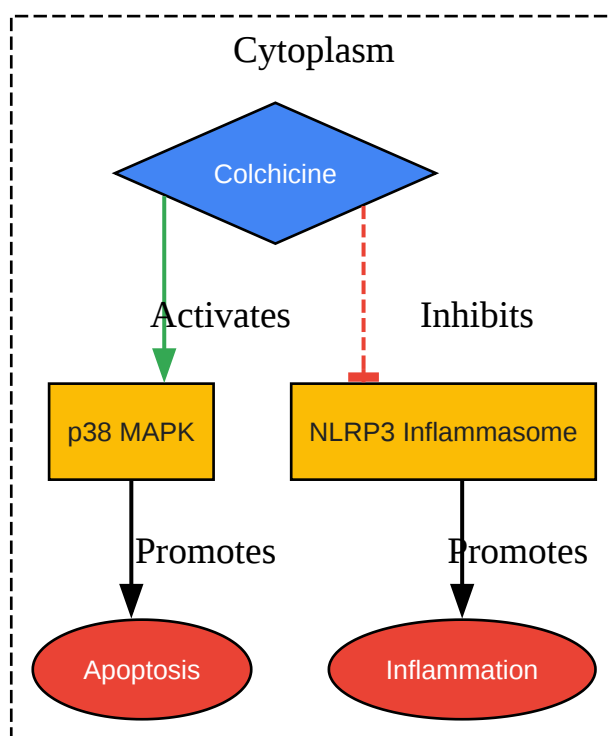 Cytoplasm
Colchicine
Activates
Inhibits
p38 MAPK
NLRP3 Inflammasome
Promotes
Promotes
Apoptosis
Inflammation